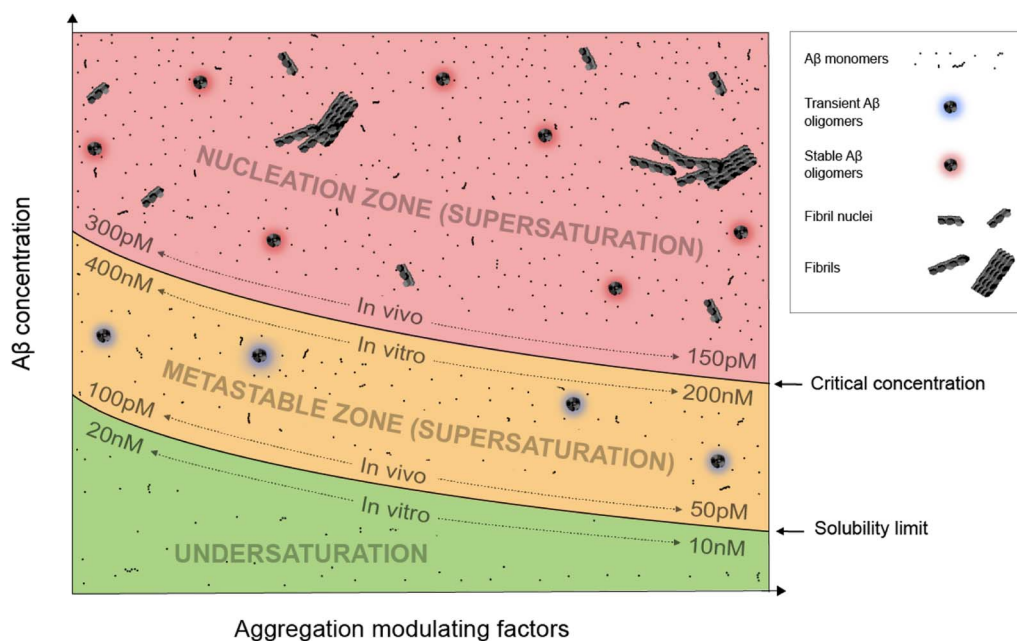 Aβ concentration
NUCLEATION ZONE (SUPERSATURATION)
300pM
In vivo
150pM
400nM
In vitro
200nM
METASTABLE ZONE (SUPERSATURATION)
100pM
In vivo
50pM
20nM
In vitro
10nM
UNDERSATURATION
Aggregation modulating factors
Aβ monomers
Transient Aβ
oligomers
Stable Aβ
oligomers
Fibril nuclei
Fibrils
Critical concentration
Solubility limit